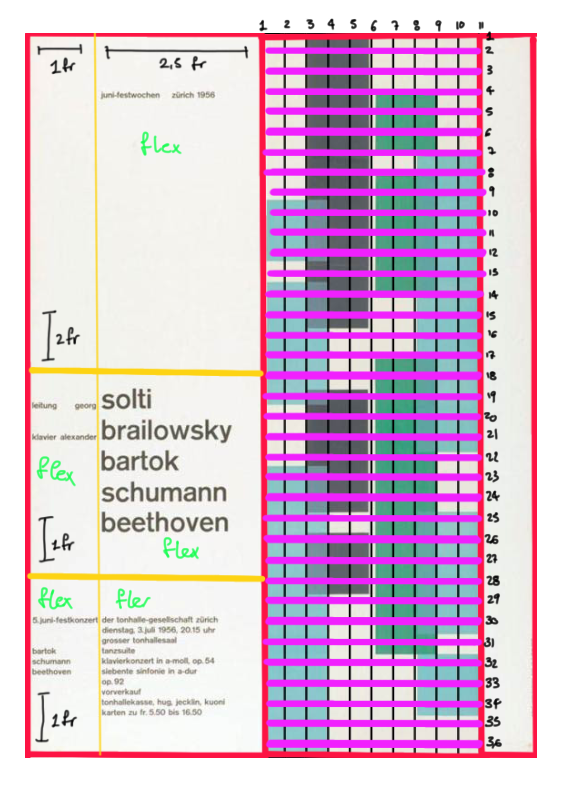 1 2 3 4 5 6 7 8 9 10 11
1fr 2,5 fr
juni-festwochen zürich 1956
flex
2fr
leitung georg solti
klavier alexander brailowsky
bartok
schumann
beethoven
flex
flex
1fr
flex fler
5.juni-festkonzert der tonhalle-gesellschaft zürich
dienstag, 3.juli 1956, 20.15 uhr
grosser tonhallesaal
bartok tanzsuite
schumann klavierkonzert in a-moll, op.54
beethoven siebente sinfonie in a-dur
op.92
vorverkauf
tonhallekasse, hug, jecklin, kuoni
karten zu fr.5.50 bis 16.50
1fr
1
2
3
4
5
6
7
8
9
10
11
12
13
14
15
16
17
18
19
20
21
22
23
24
25
26
27
28
29
30
31
32
33
34
35
36